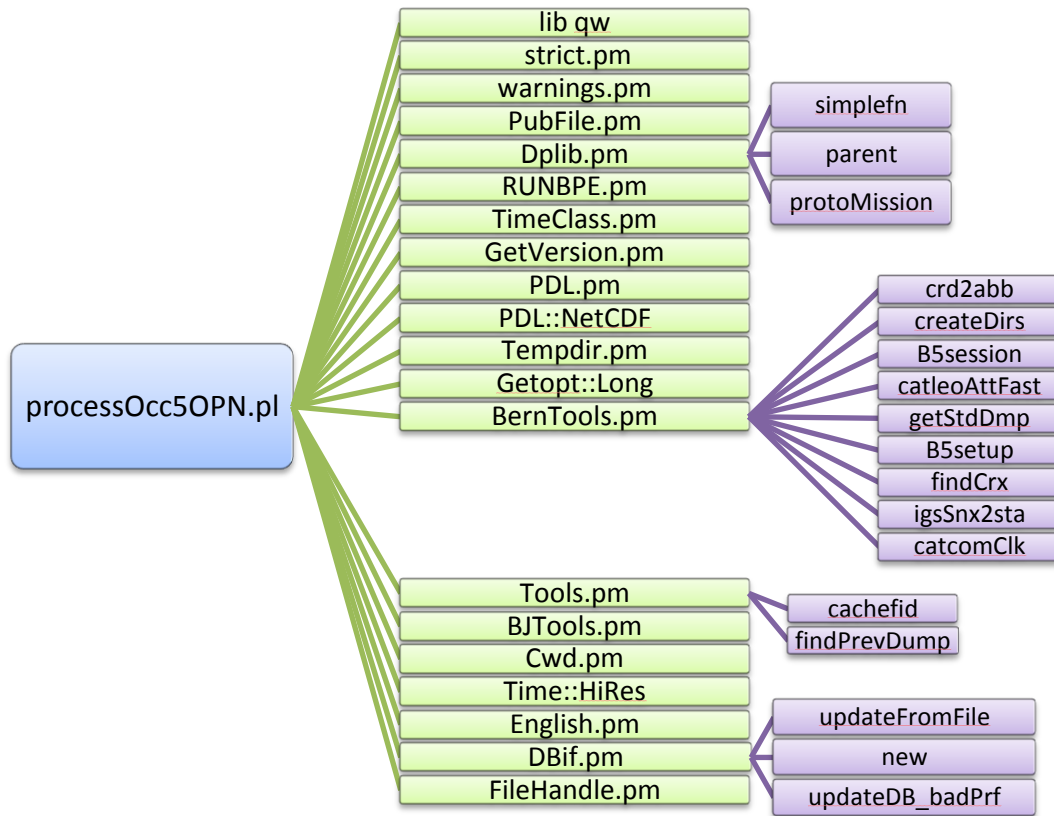 processOcc5OPN.pl
lib qw
strict.pm
warnings.pm
PubFile.pm
Dplib.pm
RUNBPE.pm
TimeClass.pm
GetVersion.pm
PDL.pm
PDL::NetCDF
Tempdir.pm
Getopt::Long
BernTools.pm
simplefn
parent
protoMission
crd2abb
createDirs
B5session
catleoAttFast
getStdDmp
B5setup
findCrx
igsSnx2sta
catcomClk
Tools.pm
BJTools.pm
Cwd.pm
Time::HiRes
English.pm
DBif.pm
FileHandle.pm
cachefid
findPrevDump
updateFromFile
new
updateDB_badPrf